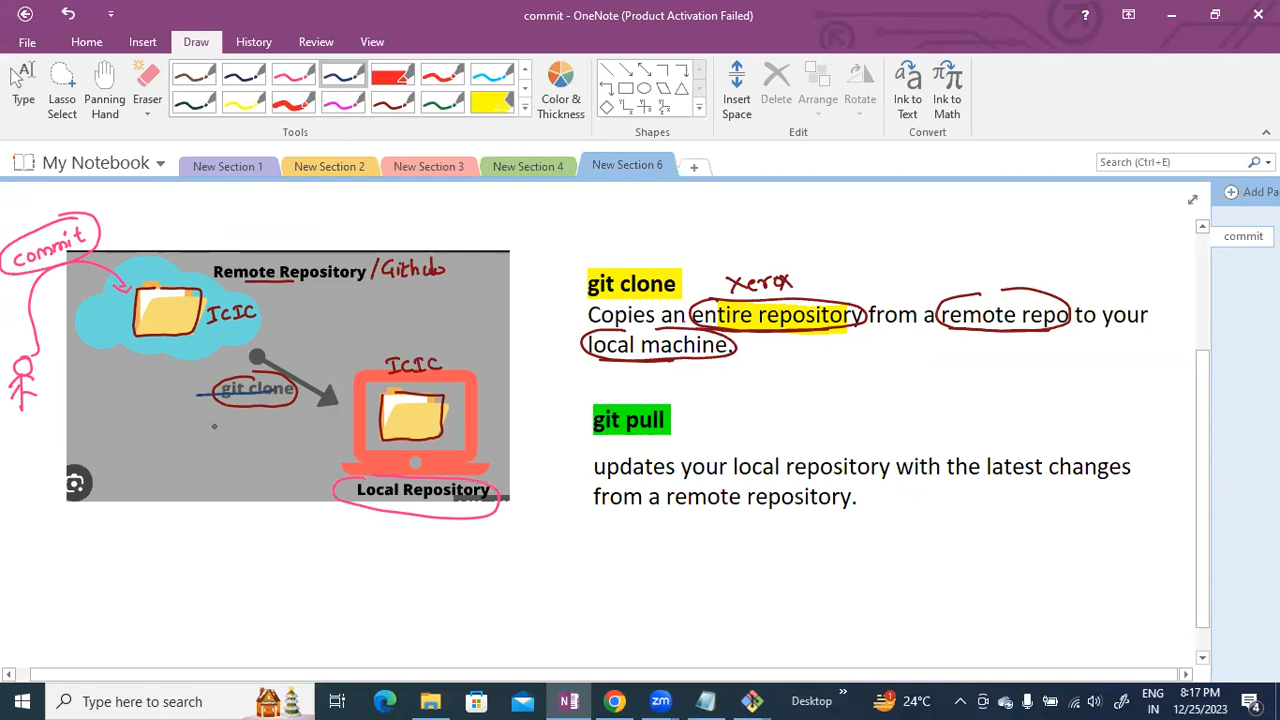 commit - OneNote (Product Activation Failed)
File Home Insert Draw History Review View
Type
Lasso Select
Panning Hand
Eraser
Color & Thickness
Insert Space
Delete
Arrange
Rotate
Ink to Text
Ink to Math
Tools
Shapes
Edit
Convert
My Notebook
New Section 1
New Section 2
New Section 3
New Section 4
New Section 6
Search (Ctrl+E)
Add Pa
commit
commit
Remote Repository /Github
ICIC
git clone
ICIC
Local Repository
git clone
xerox
Copies an entire repository from a remote repo to your
local machine.
git pull
updates your local repository with the latest changes
from a remote repository.
Type here to search
Desktop
24°C
ENG
IN
8:17 PM
12/25/2023